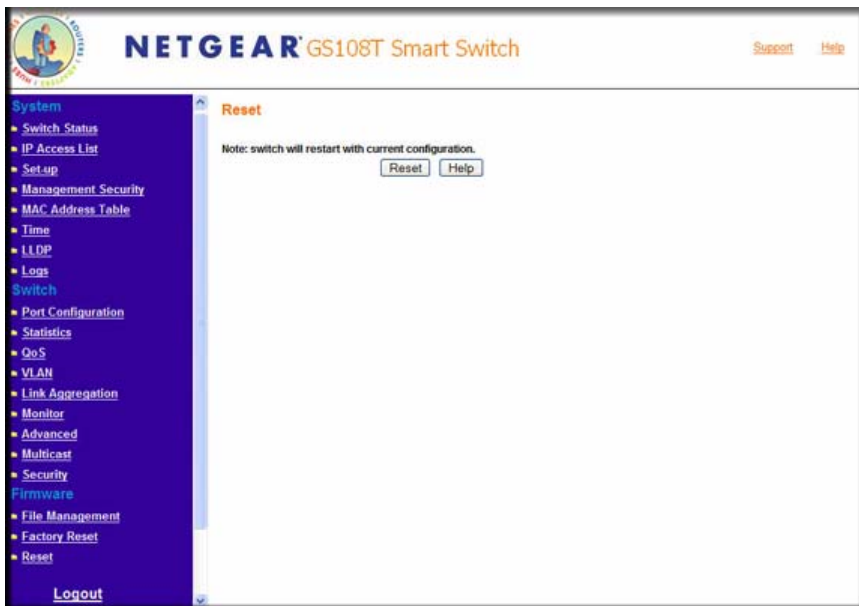 NETGEAR GS108T Smart Switch
Support Help
System
Switch Status
IP Access List
Set-up
Management Security
MAC Address Table
Time
LLDP
Logs
Switch
Port Configuration
Statistics
QoS
VLAN
Link Aggregation
Monitor
Advanced
Multicast
Security
Firmware
File Management
Factory Reset
Reset
Logout
Reset
Note: switch will restart with current configuration.
Reset Help